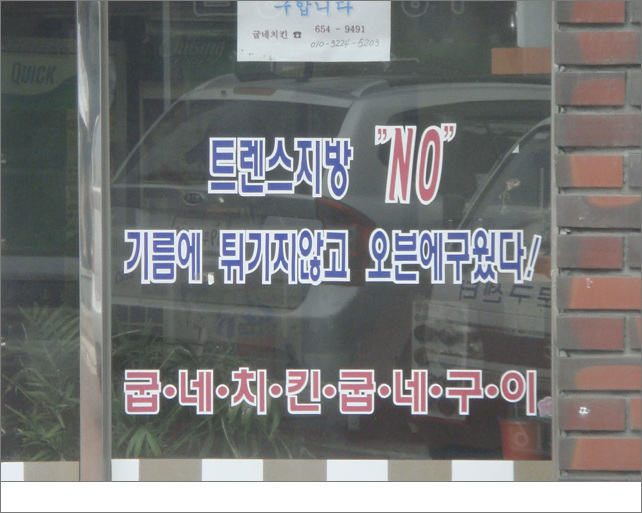 구합니다
굽네치킨 ☎ 654-9491
010-3224-5203
QUICK
트렌스지방 "NO"
기름에 튀기지않고 오븐에구웠다!
굽·네·치·킨·굽·네·구·이